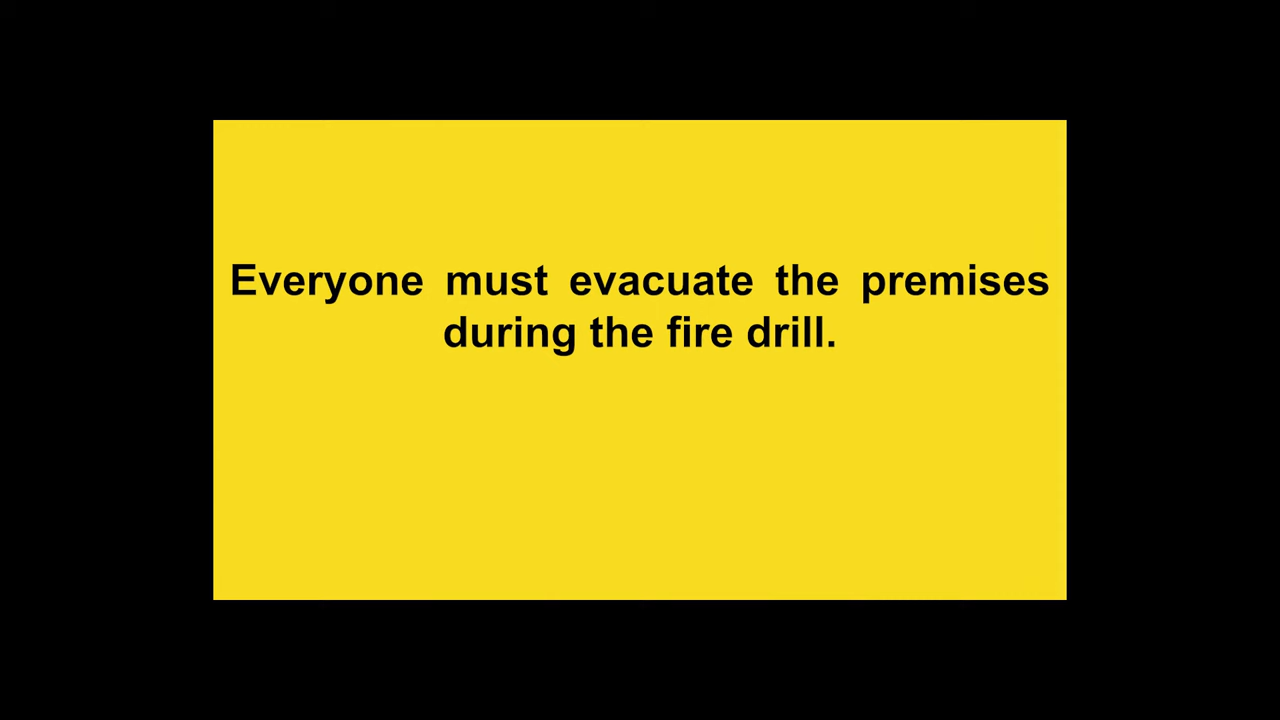 Everyone must evacuate the premises
during the fire drill.